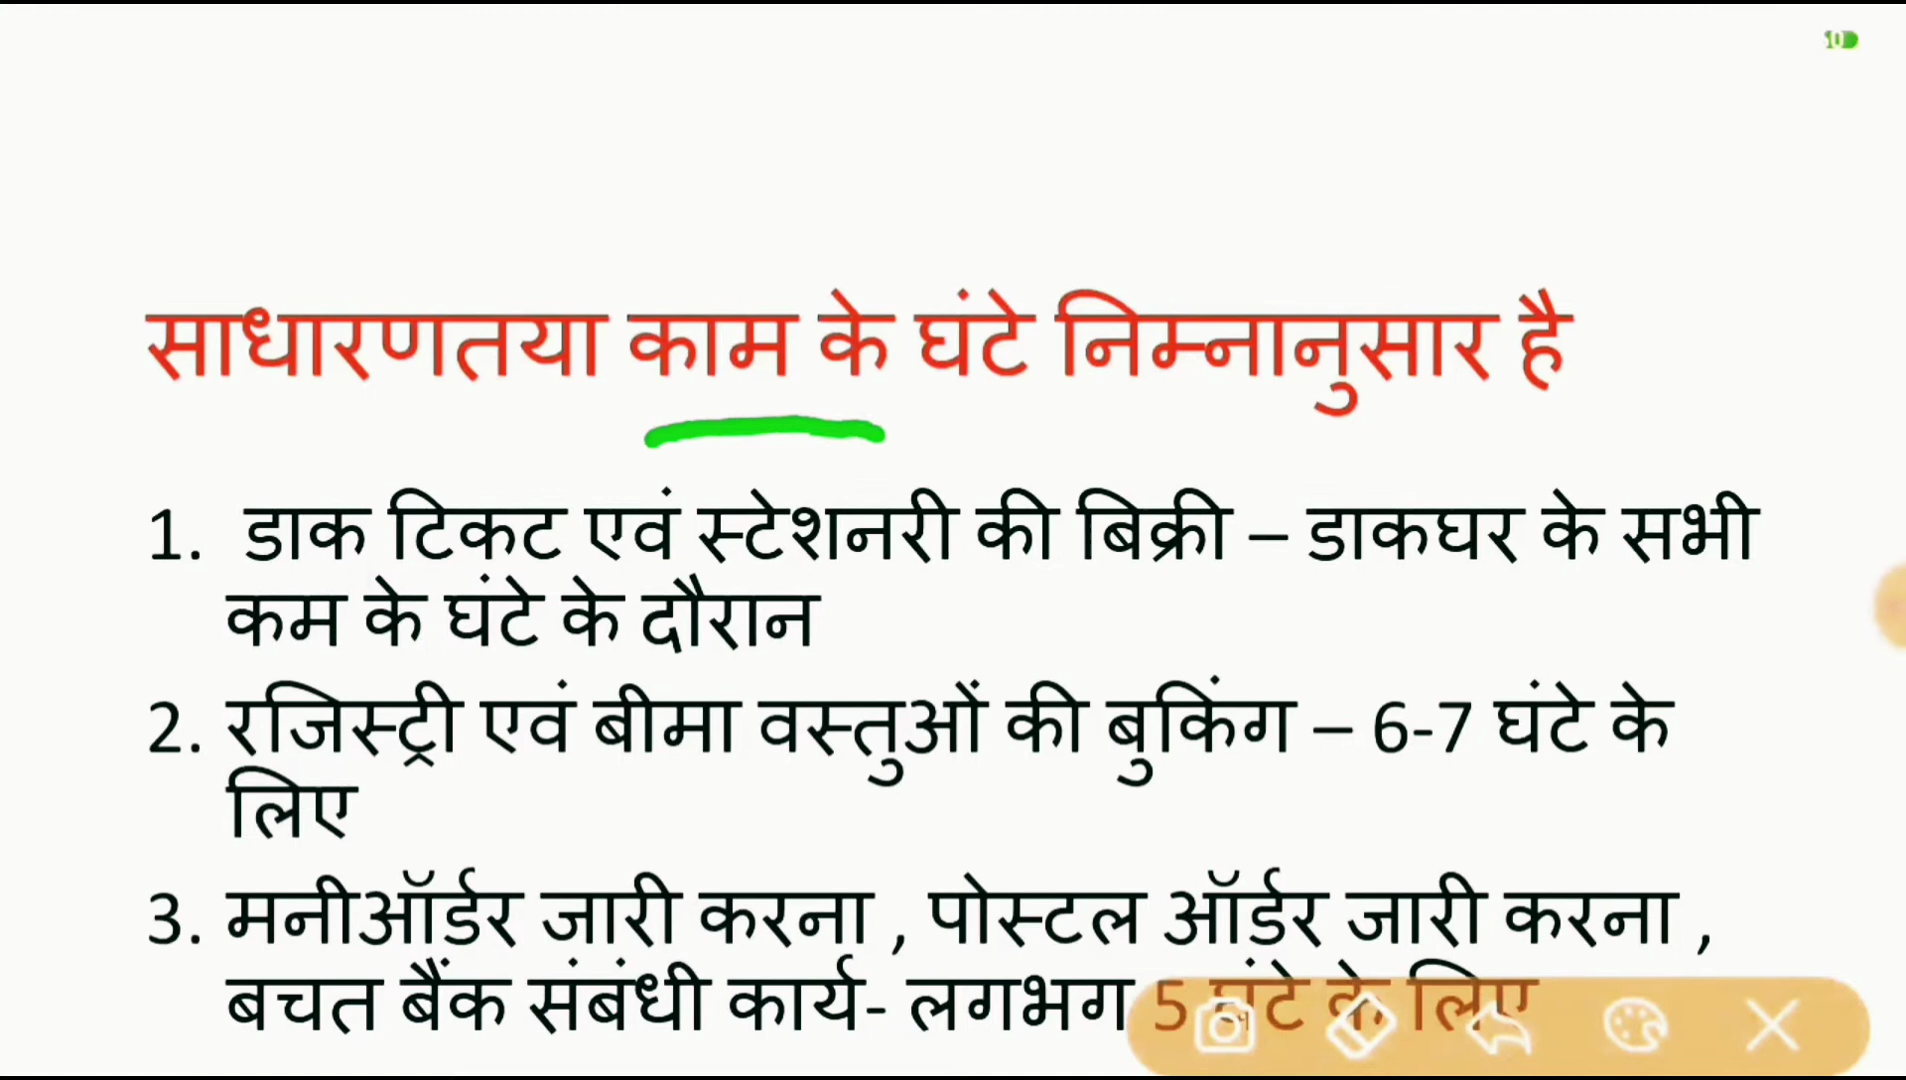 साधारणतया काम के घंटे निम्नानुसार है
1. डाक टिकट एवं स्टेशनरी की बिक्री – डाकघर के सभी
कम के घंटे के दौरान
2. रजिस्ट्री एवं बीमा वस्तुओं की बुकिंग – 6-7 घंटे के
लिए
3. मनीऑर्डर जारी करना , पोस्टल ऑर्डर जारी करना ,
बचत बैंक संबंधी कार्य- लगभग 5 घंटे के लिए